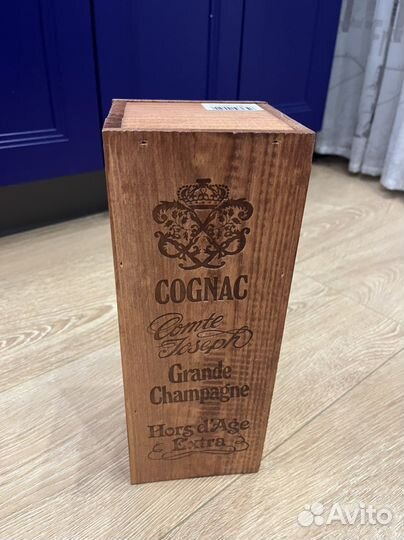 COGNAC
Comte
Joseph
Grande
Champagne
Hors d'Age
Extra
Avito